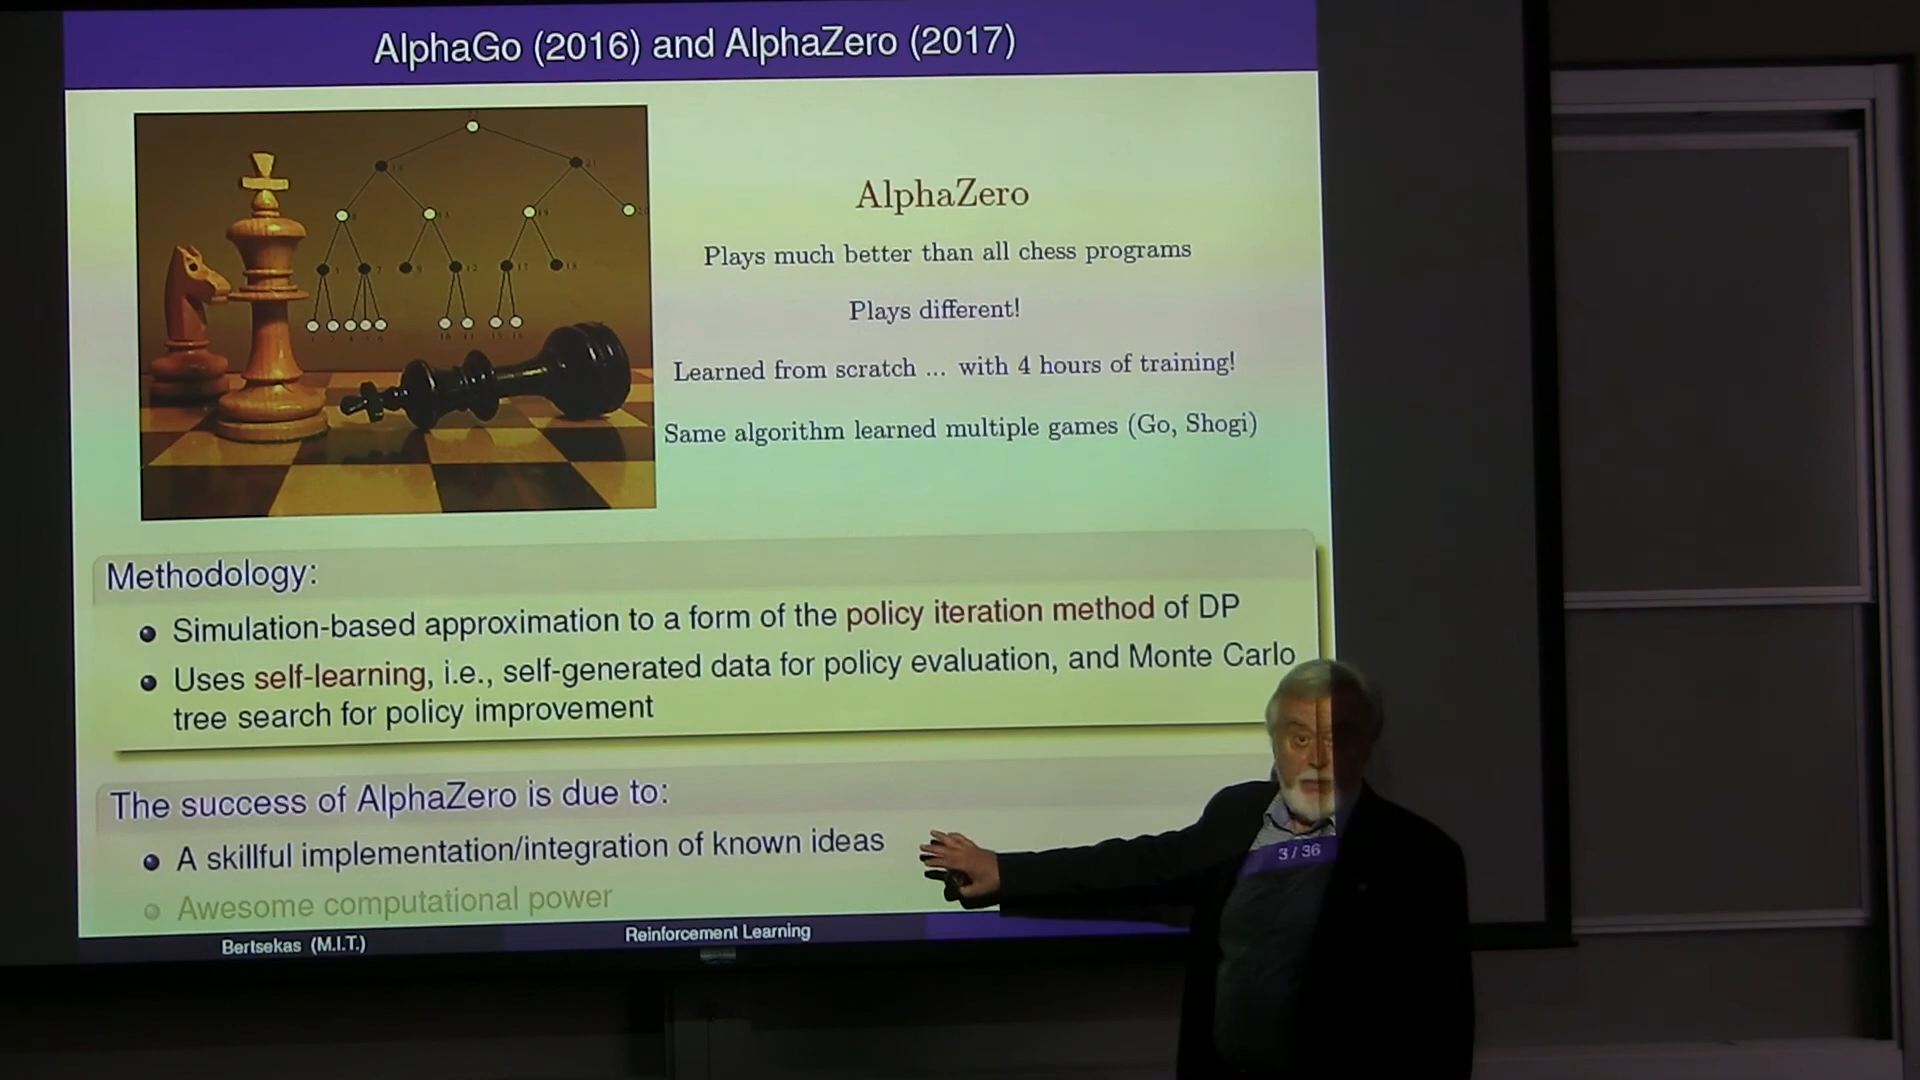 AlphaGo (2016) and AlphaZero (2017)
AlphaZero
Plays much better than all chess programs
Plays different!
Learned from scratch ... with 4 hours of training!
Same algorithm learned multiple games (Go, Shogi)
Methodology:
Simulation-based approximation to a form of the policy iteration method of DP
Uses self-learning, i.e., self-generated data for policy evaluation, and Monte Carlo
tree search for policy improvement
The success of AlphaZero is due to:
A skillful implementation/integration of known ideas
Awesome computational power
Bertsekas (M.I.T.)
Reinforcement Learning
3 / 36